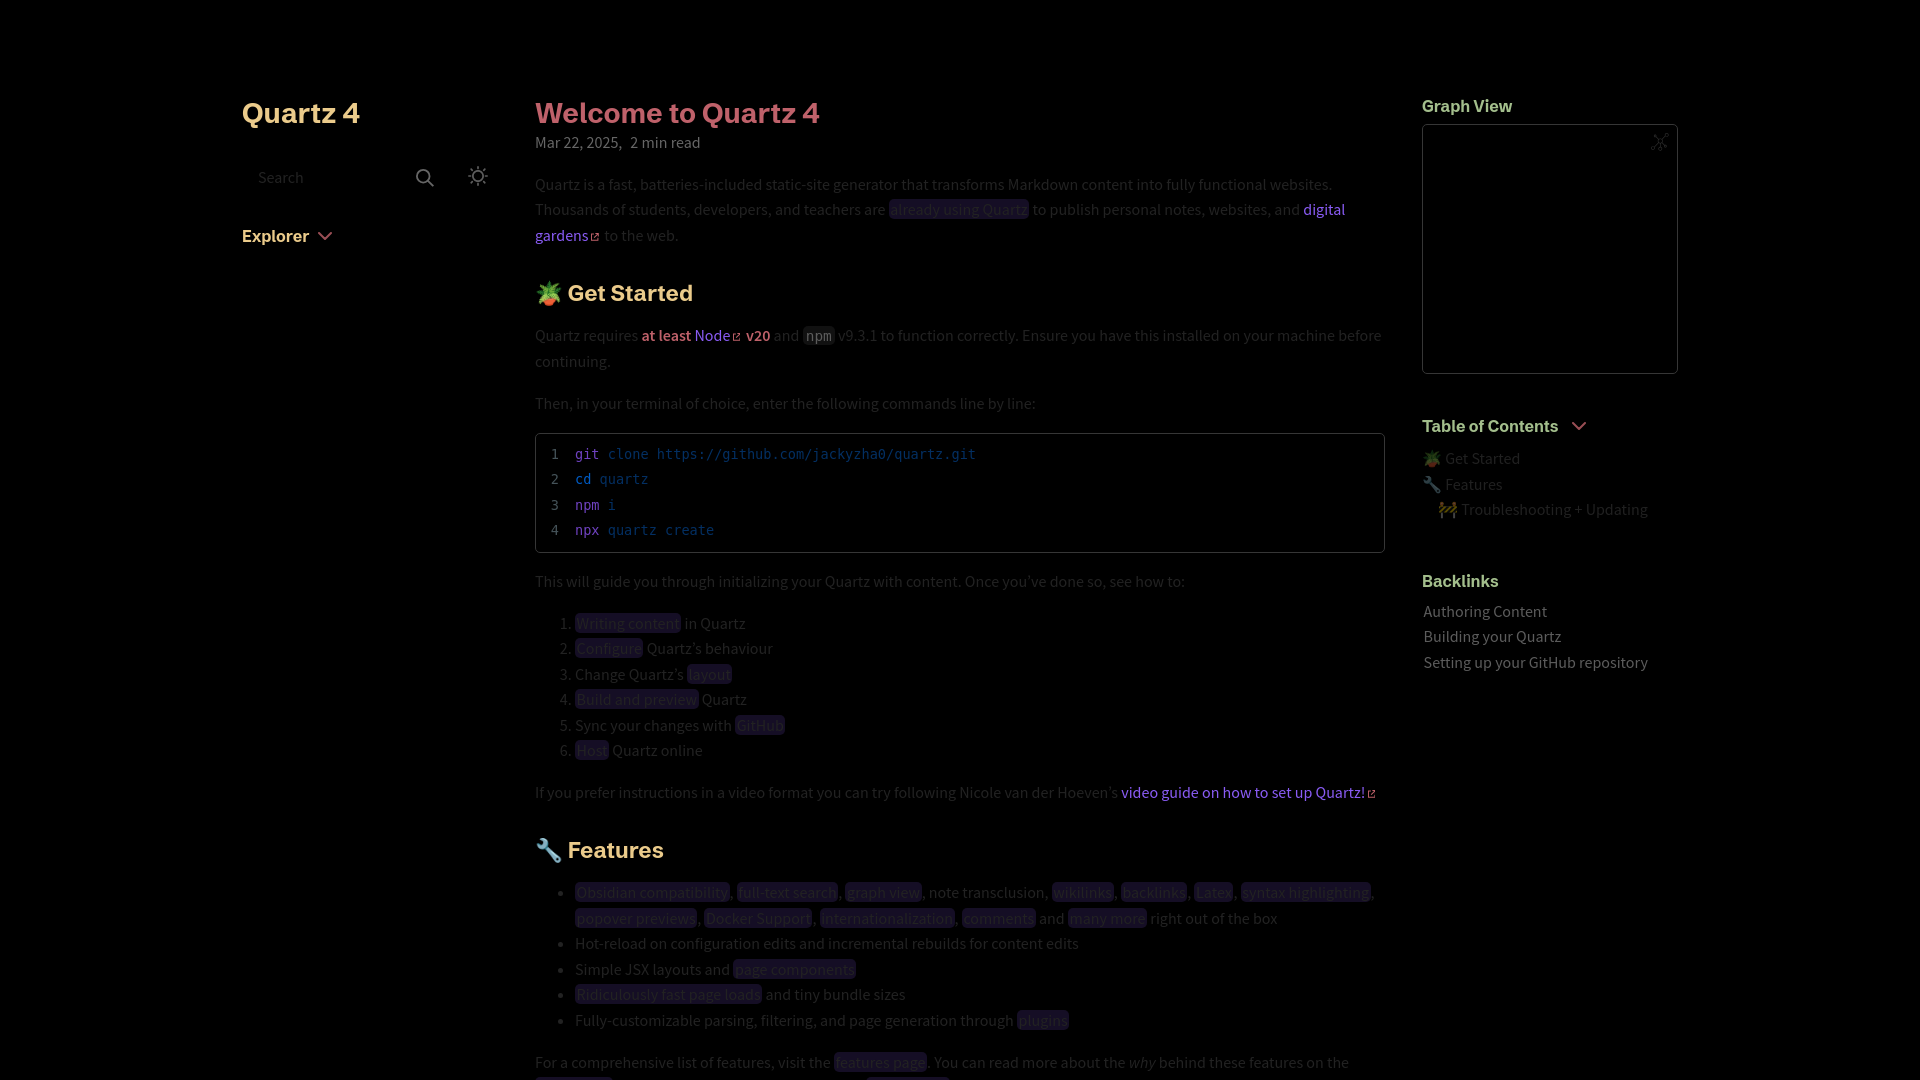 Quartz 4
Search
Explorer
Welcome to Quartz 4
Mar 22, 2025, 2 min read
Quartz is a fast, batteries-included static-site generator that transforms Markdown content into fully functional websites.
Thousands of students, developers, and teachers are already using Quartz to publish personal notes, websites, and digital
gardens to the web.
🪴 Get Started
Quartz requires at least Node v20 and npm v9.3.1 to function correctly. Ensure you have this installed on your machine before
continuing.
Then, in your terminal of choice, enter the following commands line by line:
1 git clone https://github.com/jackyzha0/quartz.git
2 cd quartz
3 npm i
4 npx quartz create
This will guide you through initializing your Quartz with content. Once you've done so, see how to:
1. Writing content in Quartz
2. Configure Quartz's behaviour
3. Change Quartz's layout
4. Build and preview Quartz
5. Sync your changes with GitHub
6. Host Quartz online
If you prefer instructions in a video format you can try following Nicole van der Hoeven's video guide on how to set up Quartz!
🔧 Features
• Obsidian compatibility, full-text search, graph view, note transclusion, wikilinks, backlinks, Latex, syntax highlighting,
popover previews, Docker Support, internationalization, comments and many more right out of the box
• Hot-reload on configuration edits and incremental rebuilds for content edits
• Simple JSX layouts and page components
• Ridiculously fast page loads and tiny bundle sizes
• Fully-customizable parsing, filtering, and page generation through plugins
For a comprehensive list of features, visit the features page. You can read more about the why behind these features on the
Graph View
Table of Contents
🪴 Get Started
🔧 Features
🚧 Troubleshooting + Updating
Backlinks
Authoring Content
Building your Quartz
Setting up your GitHub repository